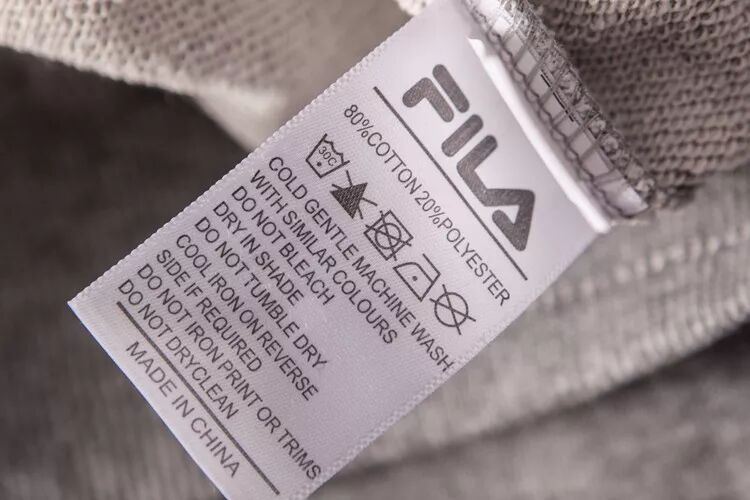 FILA
80%COTTON 20%POLYESTER
30C
COLD GENTLE MACHINE WASH
WITH SIMILAR COLOURS
DO NOT BLEACH
DRY IN SHADE
DO NOT TUMBLE DRY
COOL IRON ON REVERSE
SIDE IF REQUIRED
DO NOT IRON PRINT OR TRIMS
DO NOT DRYCLEAN
MADE IN CHINA